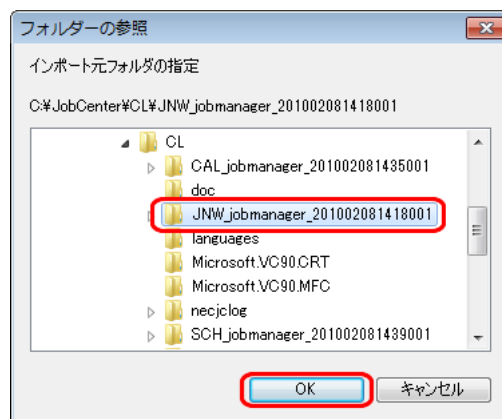 フォルダーの参照
インポート元フォルダの指定
C:¥JobCenter¥CL¥JNW_jobmanager_201002081418001
CL
CAL_jobmanager_201002081435001
doc
JNW_jobmanager_201002081418001
languages
Microsoft.VC90.CRT
Microsoft.VC90.MFC
necjclog
SCH_jobmanager_201002081439001
OK キャンセル